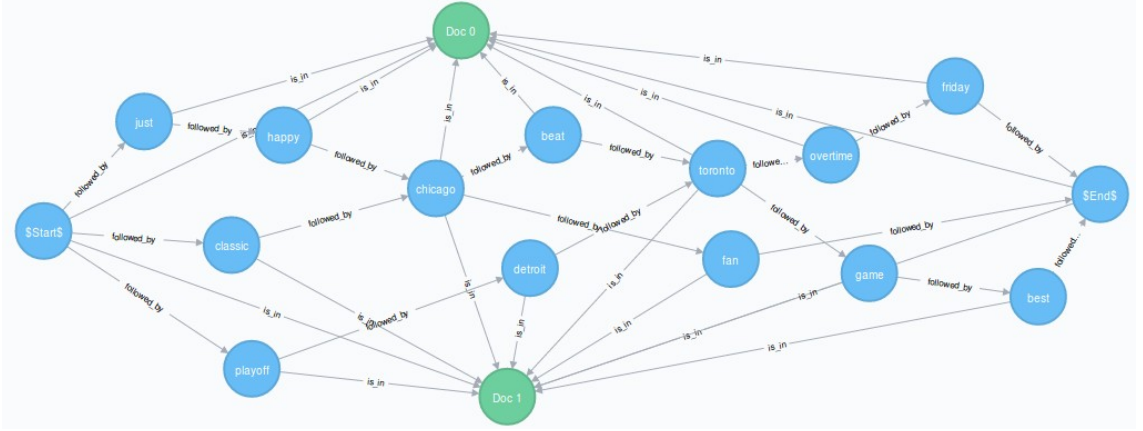 Doc 0
is_in
friday
is_in
is_in
is_in
is_in
is_in
is_in
is_in
just
followed_by
is_in
happy
beat
followed_by
overtime
followed_by
followed_by
followed_by
followed_by
followe...
toronto
followed_by
chicago
followed_by
$End$
$Start$
followed_by
classic
followed_by
followed_by
followed_by
followed_by
followed_by
detroit
fan
game
followed...
is_in
is_in
followed_by
followed_by
is_in
best
is_in
followed_by
is_in
is_in
is_in
is_in
is_in
playoff
is_in
Doc 1